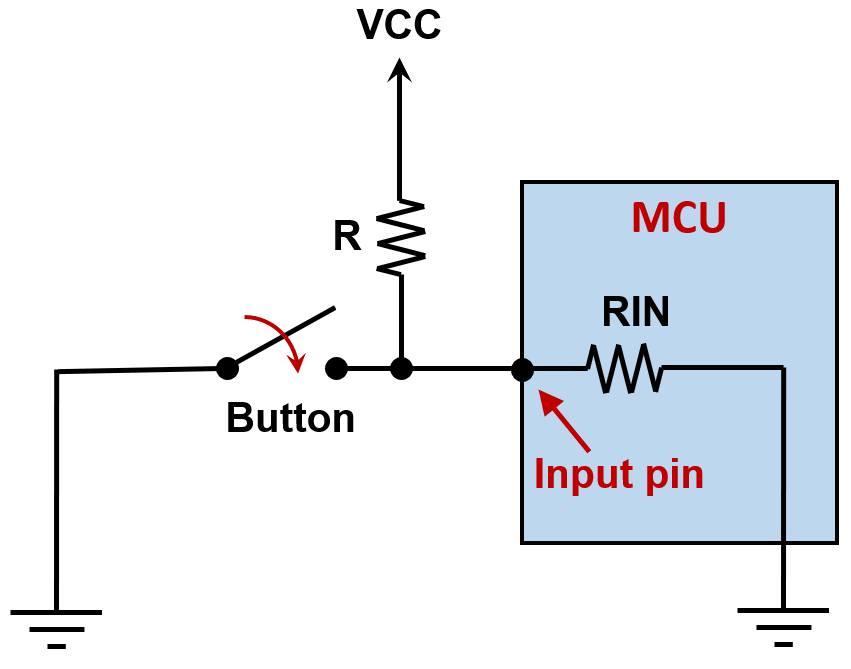 VCC
MCU
R
RIN
Button
Input pin